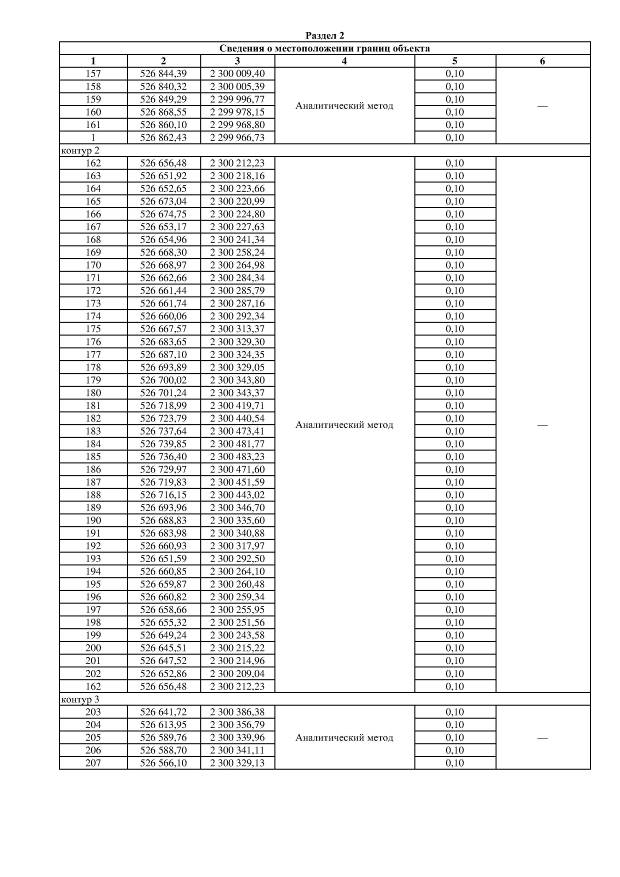 Раздел 2
Сведения о местоположении границ объекта
1 2 3 4 5 6
157 526 844,39 2 300 009,40 0,10
158 526 840,32 2 300 005,39 0,10
159 526 849,29 2 299 996,77 Аналитический метод 0,10 —
160 526 868,55 2 299 978,15 0,10
161 526 860,10 2 299 968,80 0,10
1 526 862,43 2 299 966,73 0,10
контур 2
162 526 656,48 2 300 212,23 0,10
163 526 651,92 2 300 218,16 0,10
164 526 652,65 2 300 223,66 0,10
165 526 673,04 2 300 220,99 0,10
166 526 674,75 2 300 224,80 0,10
167 526 653,17 2 300 227,63 0,10
168 526 654,96 2 300 241,34 0,10
169 526 668,30 2 300 258,24 0,10
170 526 668,97 2 300 264,98 0,10
171 526 662,66 2 300 284,34 0,10
172 526 661,44 2 300 285,79 0,10
173 526 661,74 2 300 287,16 0,10
174 526 660,06 2 300 292,34 0,10
175 526 667,57 2 300 313,37 0,10
176 526 683,65 2 300 329,30 0,10
177 526 687,10 2 300 324,35 0,10
178 526 693,89 2 300 329,05 0,10
179 526 700,02 2 300 343,80 0,10
180 526 701,24 2 300 343,37 0,10
181 526 718,99 2 300 419,71 0,10
182 526 723,79 2 300 440,54 Аналитический метод 0,10 —
183 526 737,64 2 300 473,41 0,10
184 526 739,85 2 300 481,77 0,10
185 526 736,40 2 300 483,23 0,10
186 526 729,97 2 300 471,60 0,10
187 526 719,83 2 300 451,59 0,10
188 526 716,15 2 300 443,02 0,10
189 526 693,96 2 300 346,70 0,10
190 526 688,83 2 300 335,60 0,10
191 526 683,98 2 300 340,88 0,10
192 526 660,93 2 300 317,97 0,10
193 526 651,59 2 300 292,50 0,10
194 526 660,85 2 300 264,10 0,10
195 526 659,87 2 300 260,48 0,10
196 526 660,82 2 300 259,34 0,10
197 526 658,66 2 300 255,95 0,10
198 526 655,32 2 300 251,56 0,10
199 526 649,24 2 300 243,58 0,10
200 526 645,51 2 300 215,22 0,10
201 526 647,52 2 300 214,96 0,10
202 526 652,86 2 300 209,04 0,10
162 526 656,48 2 300 212,23 0,10
контур 3
203 526 641,72 2 300 386,38 0,10
204 526 613,95 2 300 356,79 0,10
205 526 589,76 2 300 339,96 Аналитический метод 0,10 —
206 526 588,70 2 300 341,11 0,10
207 526 566,10 2 300 329,13 0,10